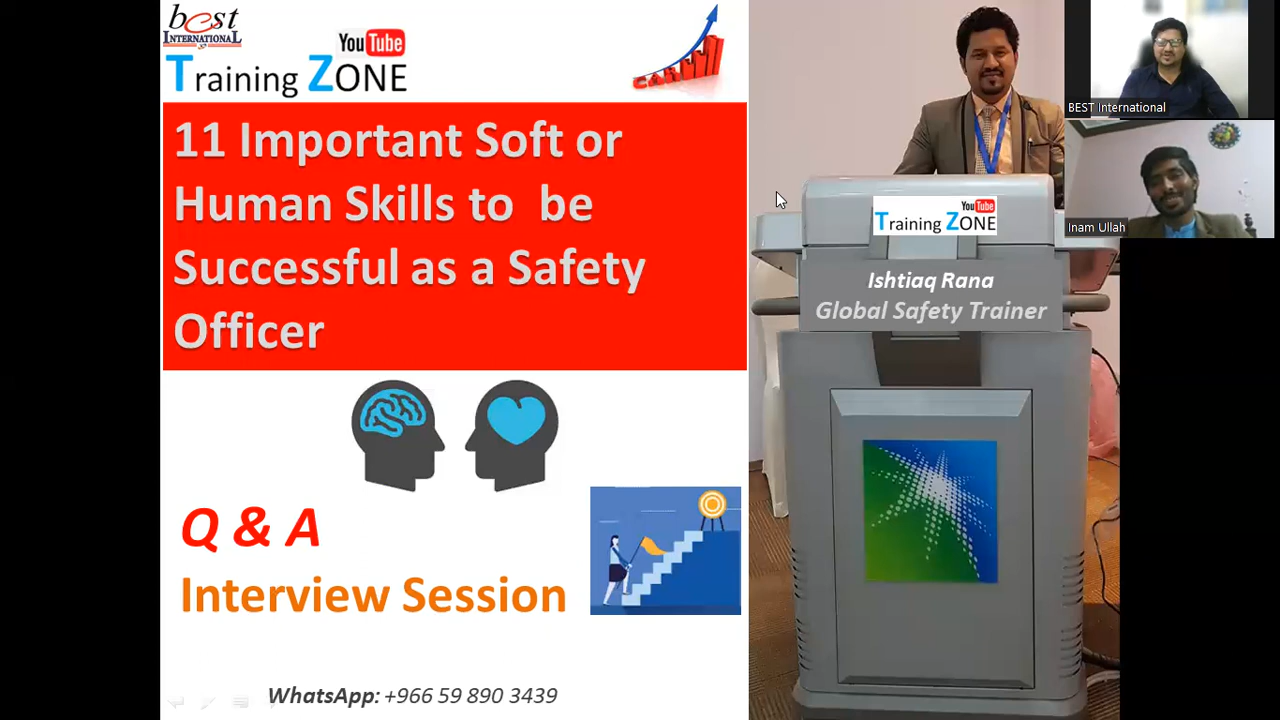 best
INTERNATIONAL
YouTube
Training ZONE
CAREER
11 Important Soft or
Human Skills to be
Successful as a Safety
Officer
Q & A
Interview Session
WhatsApp: +966 59 890 3439
YouTube
Training ZONE
Ishtiaq Rana
Global Safety Trainer
BEST International
Inam Ullah